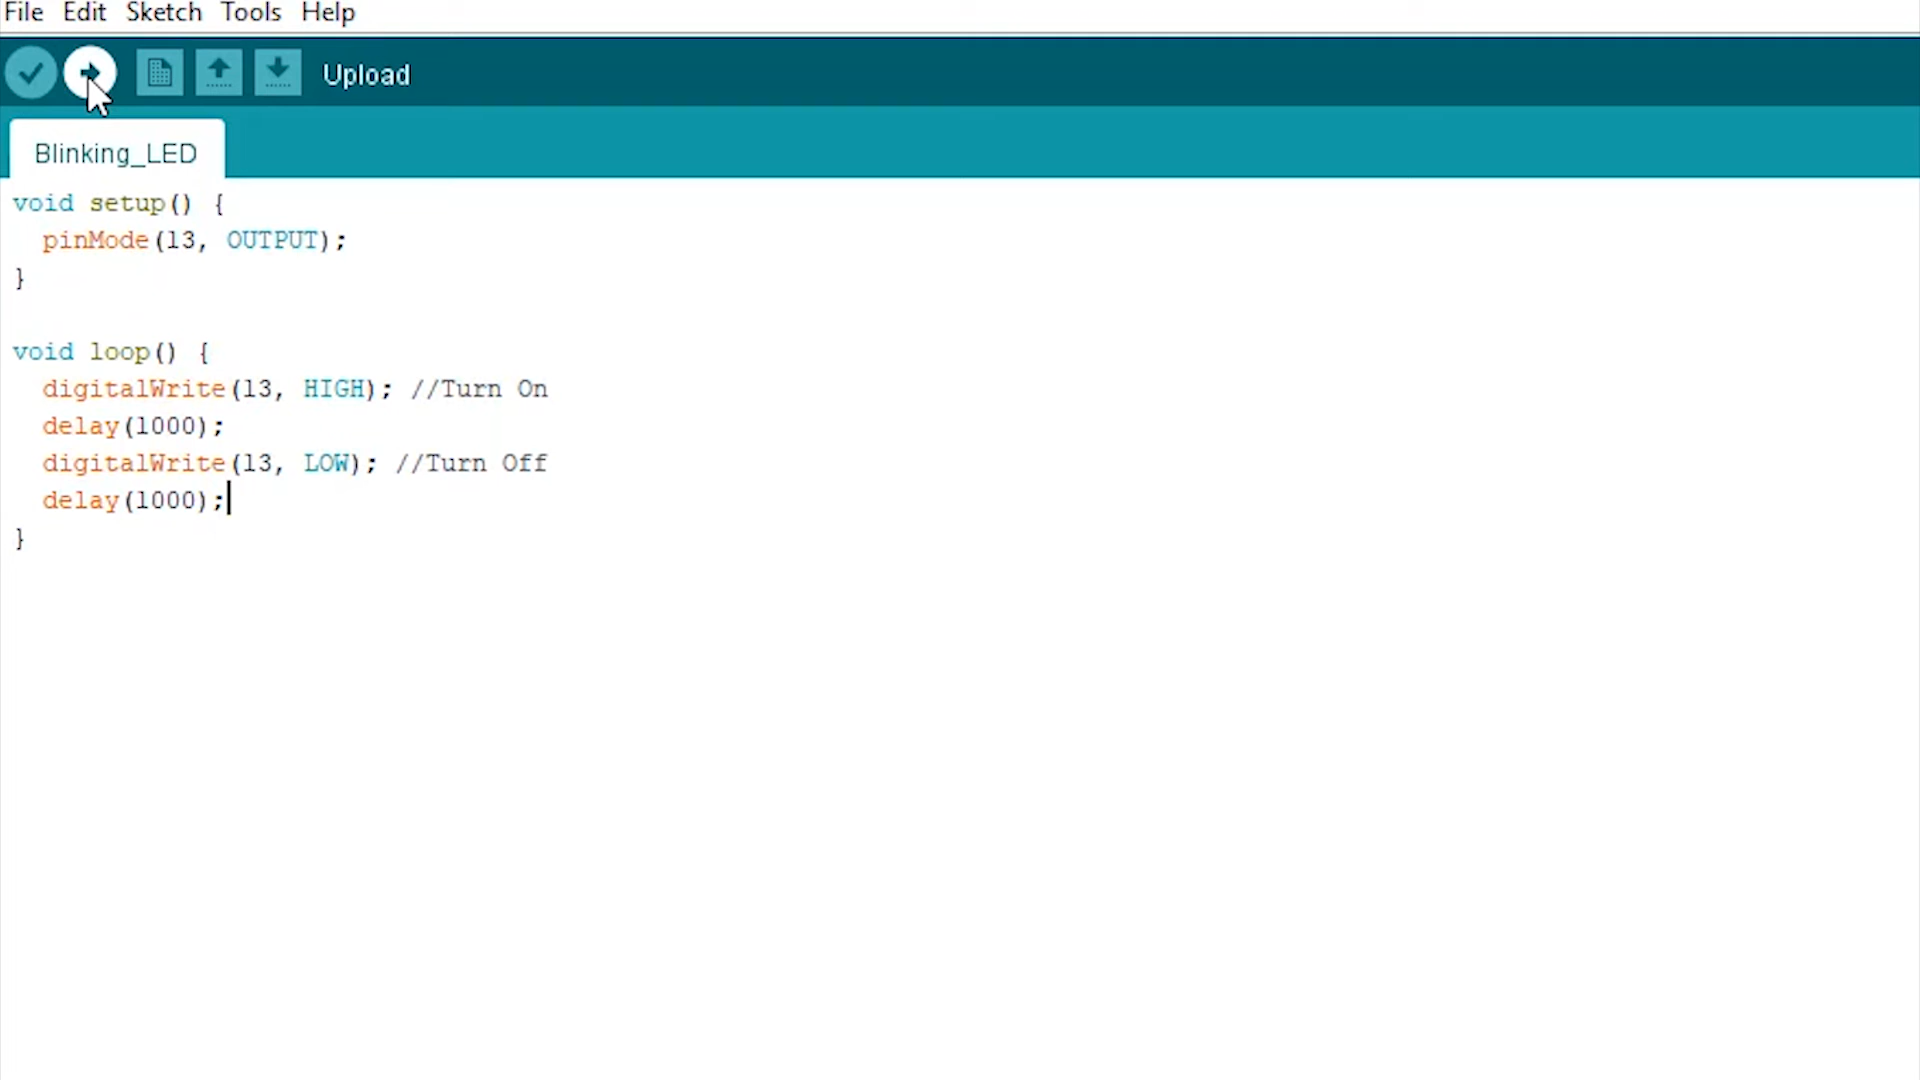 File Edit Sketch Tools Help
Upload
Blinking_LED
void setup() {
  pinMode(13, OUTPUT);
}

void loop() {
  digitalWrite(13, HIGH); //Turn On
  delay(1000);
  digitalWrite(13, LOW); //Turn Off
  delay(1000);
}